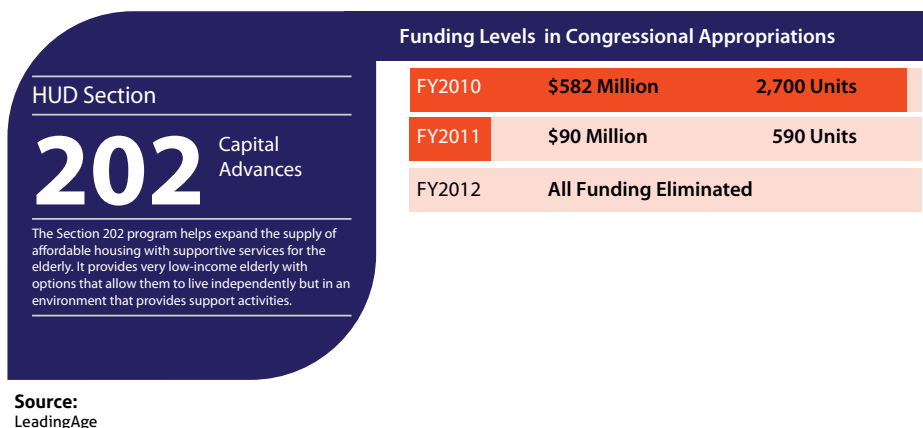 Funding Levels in Congressional Appropriations
HUD Section
202
Capital
Advances
The Section 202 program helps expand the supply of
affordable housing with supportive services for the
elderly. It provides very low-income elderly with
options that allow them to live independently but in an
environment that provides support activities.
FY2010 $582 Million 2,700 Units
FY2011 $90 Million 590 Units
FY2012 All Funding Eliminated
Source:
LeadingAge